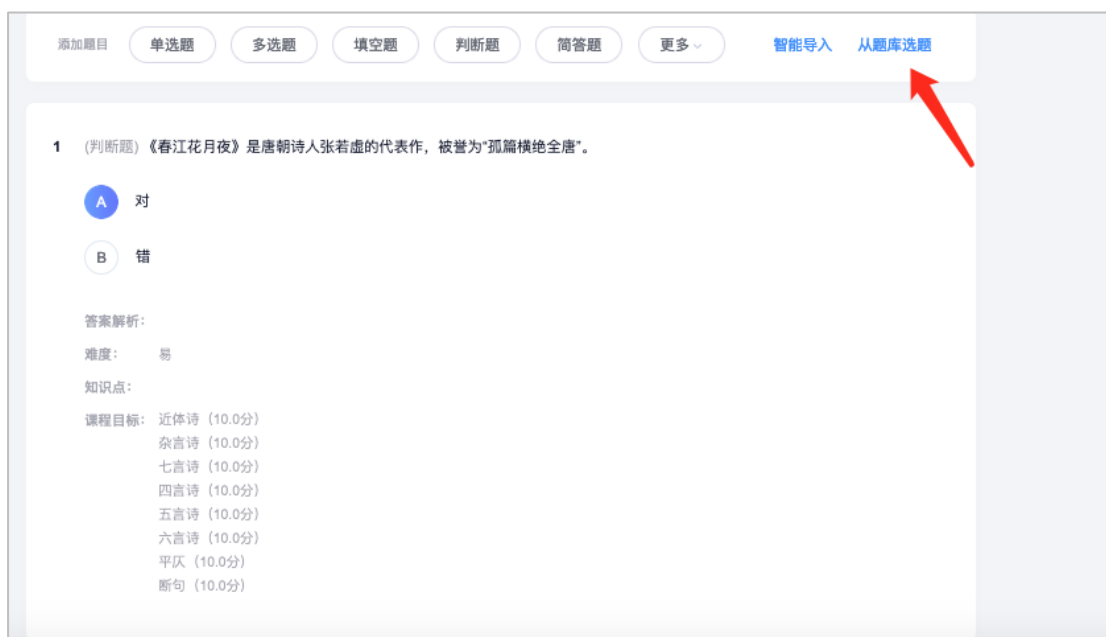 添加题目 单选题 多选题 填空题 判断题 简答题 更多 智能导入 从题库选题
1 (判断题)《春江花月夜》是唐朝诗人张若虚的代表作，被誉为“孤篇横绝全唐”。
A 对
B 错
答案解析：
难度： 易
知识点：
课程目标： 近体诗（10.0分）
杂言诗（10.0分）
七言诗（10.0分）
四言诗（10.0分）
五言诗（10.0分）
六言诗（10.0分）
平仄（10.0分）
断句（10.0分）